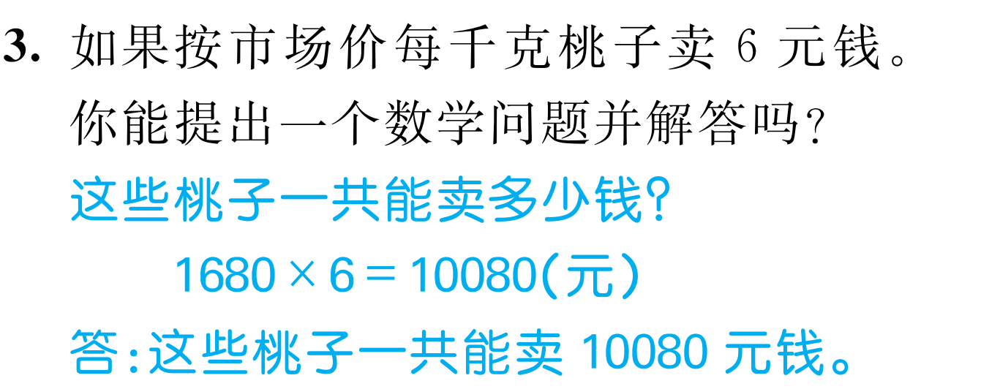 3. 如果按市场价每千克桃子卖 6 元钱。
你能提出一个数学问题并解答吗?
这些桃子一共能卖多少钱?
1680×6=10080(元)
答:这些桃子一共能卖 10080 元钱。